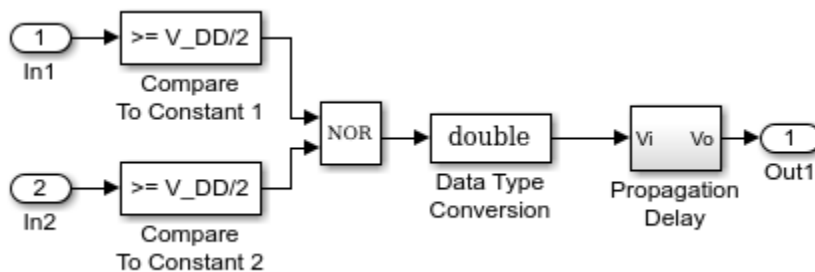 1
In1
>= V_DD/2
Compare
To Constant 1
2
In2
>= V_DD/2
Compare
To Constant 2
NOR
double
Data Type
Conversion
Vi Vo
Propagation
Delay
1
Out1